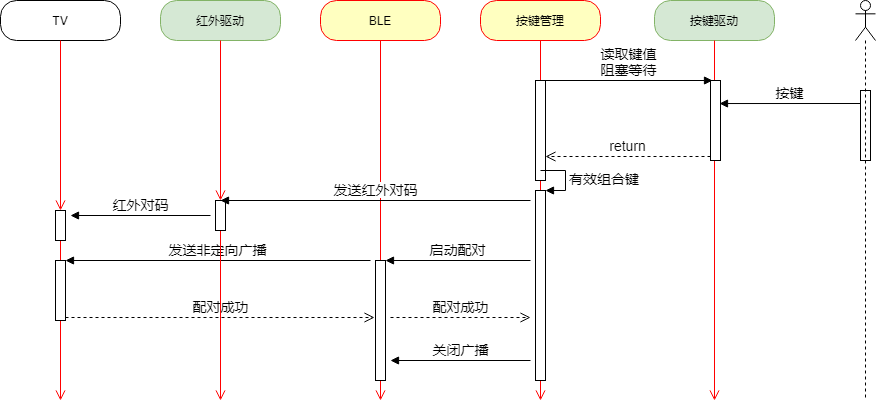 TV
红外驱动
BLE
按键管理
按键驱动
读取键值
阻塞等待
按键
return
有效组合键
发送红外对码
红外对码
发送非定向广播
启动配对
配对成功
配对成功
关闭广播